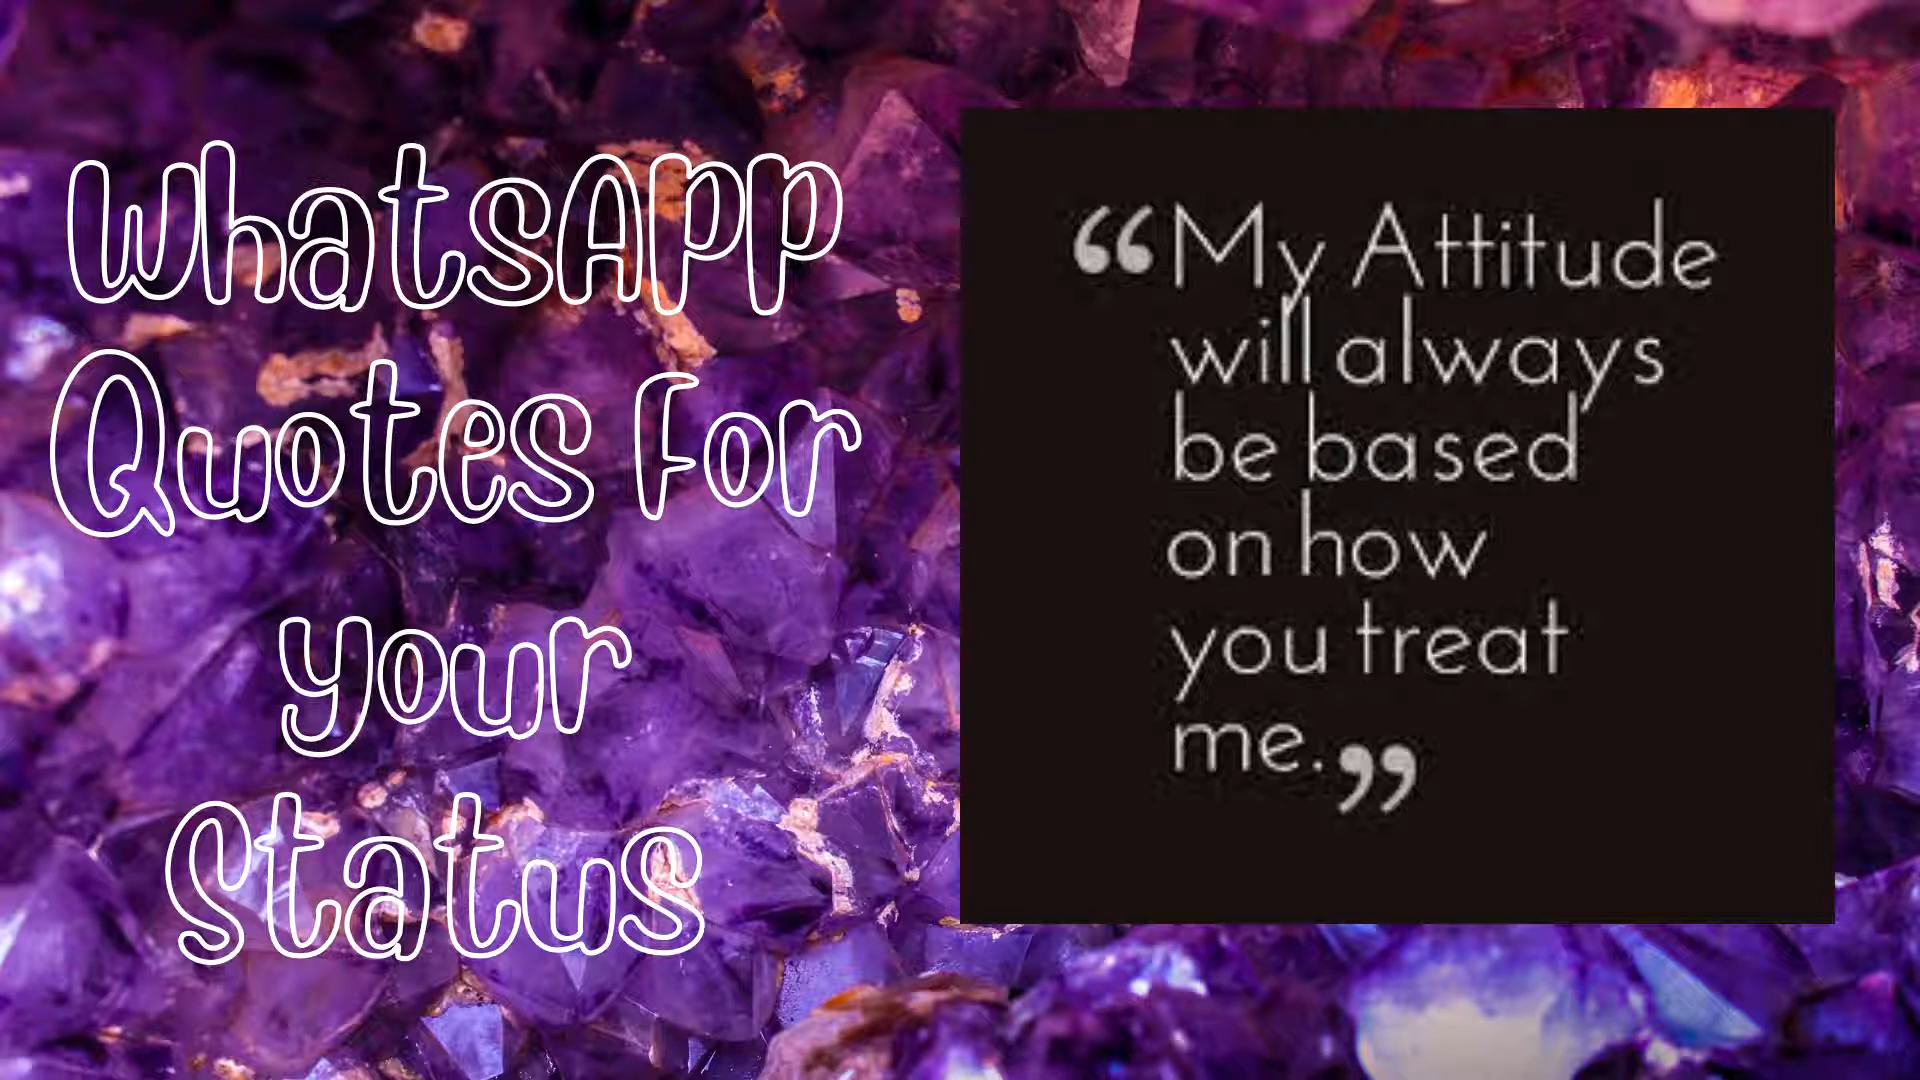 WhatsApp
Quotes For
your
Status
“My Attitude
will always
be based
on how
you treat
me.”